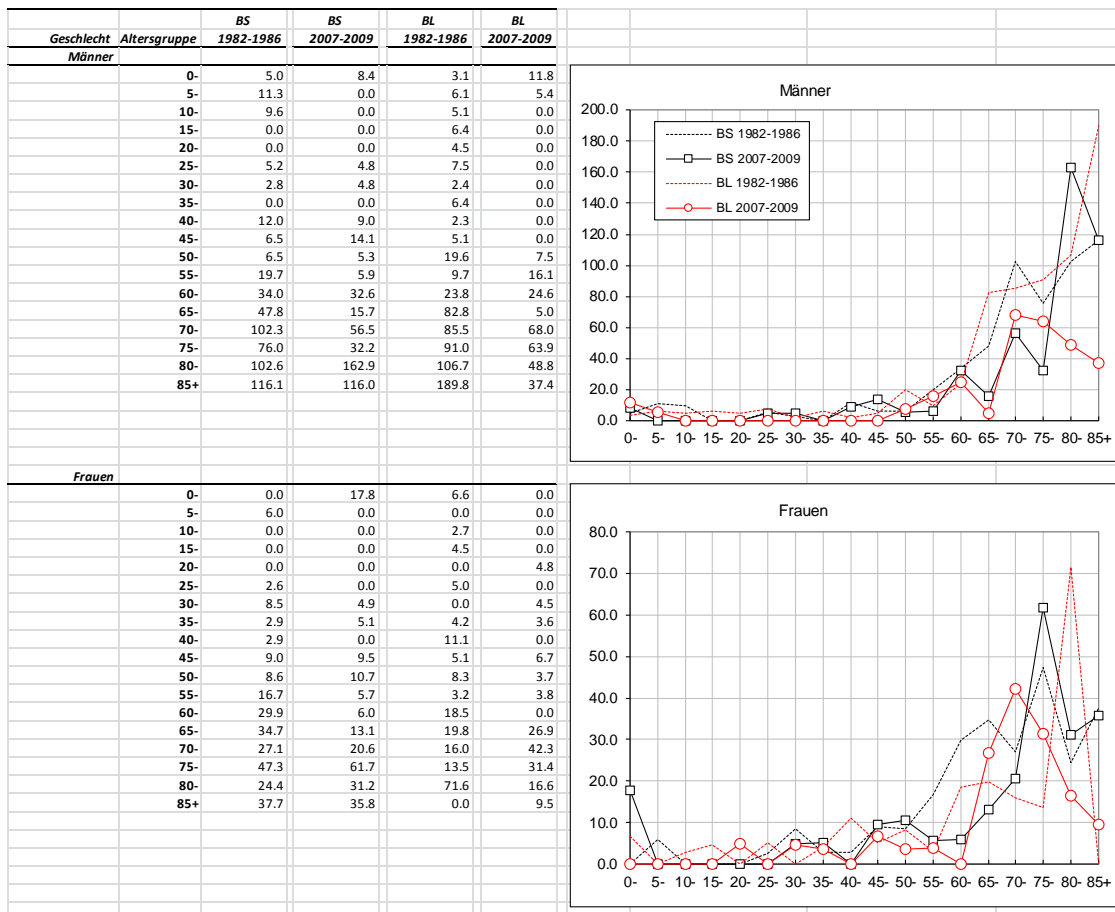 BS BS BL BL
Geschlecht Altersgruppe 1982-1986 2007-2009 1982-1986 2007-2009
Männer
0- 5.0 8.4 3.1 11.8
5- 11.3 0.0 6.1 5.4
10- 9.6 0.0 5.1 0.0
15- 0.0 0.0 6.4 0.0
20- 0.0 0.0 4.5 0.0
25- 5.2 4.8 7.5 0.0
30- 2.8 4.8 2.4 0.0
35- 0.0 0.0 6.4 0.0
40- 12.0 9.0 2.3 0.0
45- 6.5 14.1 5.1 0.0
50- 6.5 5.3 19.6 7.5
55- 19.7 5.9 9.7 16.1
60- 34.0 32.6 23.8 24.6
65- 47.8 15.7 82.8 5.0
70- 102.3 56.5 85.5 68.0
75- 76.0 32.2 91.0 63.9
80- 102.6 162.9 106.7 48.8
85+ 116.1 116.0 189.8 37.4
Männer
200.0
180.0
160.0
140.0
120.0
100.0
80.0
60.0
40.0
20.0
0.0
BS 1982-1986
BS 2007-2009
BL 1982-1986
BL 2007-2009
0- 5- 10- 15- 20- 25- 30- 35- 40- 45- 50- 55- 60- 65- 70- 75- 80- 85+
Frauen
0- 0.0 17.8 6.6 0.0
5- 6.0 0.0 0.0 0.0
10- 0.0 0.0 2.7 0.0
15- 0.0 0.0 4.5 0.0
20- 0.0 0.0 0.0 4.8
25- 2.6 0.0 5.0 0.0
30- 8.5 4.9 0.0 4.5
35- 2.9 5.1 4.2 3.6
40- 2.9 0.0 11.1 0.0
45- 9.0 9.5 5.1 6.7
50- 8.6 10.7 8.3 3.7
55- 16.7 5.7 3.2 3.8
60- 29.9 6.0 18.5 0.0
65- 34.7 13.1 19.8 26.9
70- 27.1 20.6 16.0 42.3
75- 47.3 61.7 13.5 31.4
80- 24.4 31.2 71.6 16.6
85+ 37.7 35.8 0.0 9.5
Frauen
80.0
70.0
60.0
50.0
40.0
30.0
20.0
10.0
0.0
0- 5- 10- 15- 20- 25- 30- 35- 40- 45- 50- 55- 60- 65- 70- 75- 80- 85+